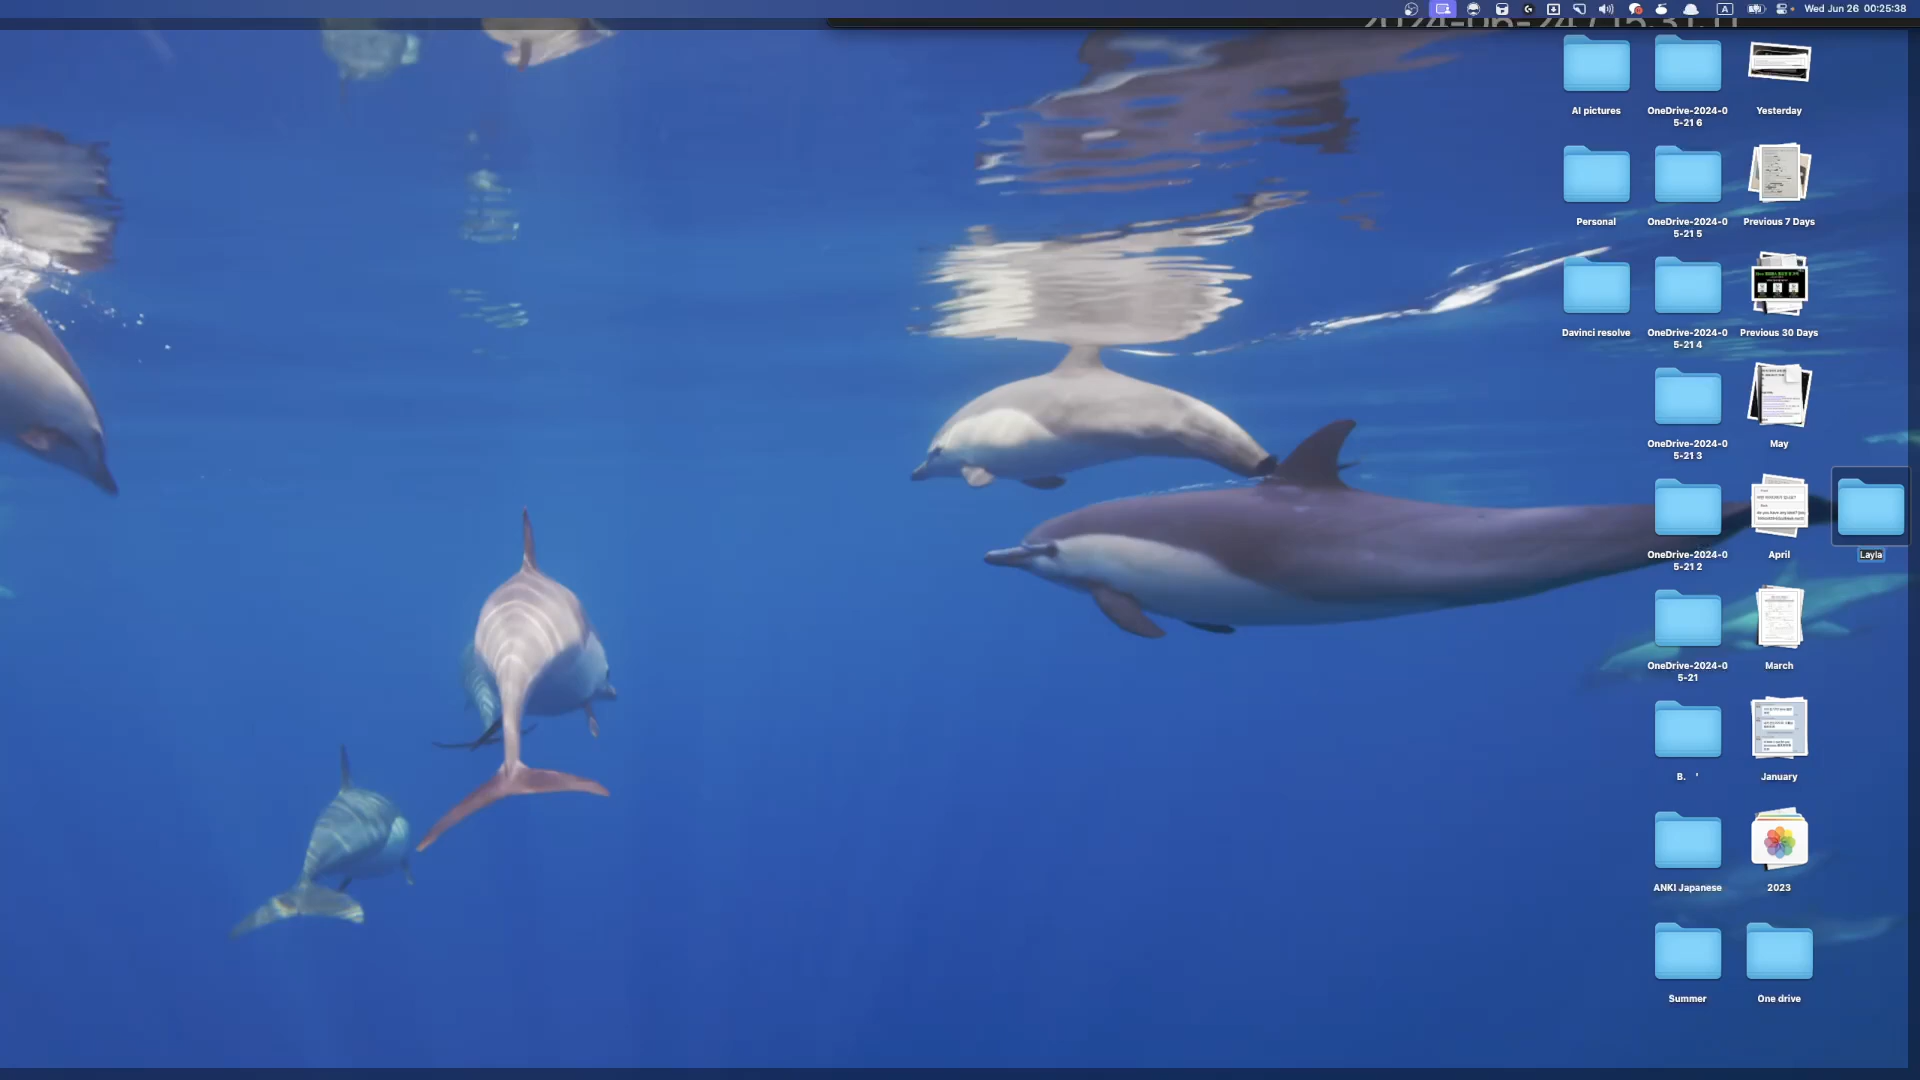 Wed Jun 26 00:25:38
AI pictures
OneDrive-2024-0
5-21 6
Yesterday
Personal
OneDrive-2024-0
5-21 5
Previous 7 Days
Davinci resolve
OneDrive-2024-0
5-21 4
Previous 30 Days
OneDrive-2024-0
5-21 3
May
OneDrive-2024-0
5-21 2
April
Layla
OneDrive-2024-0
5-21
March
B. '
January
ANKI Japanese
2023
Summer
One drive